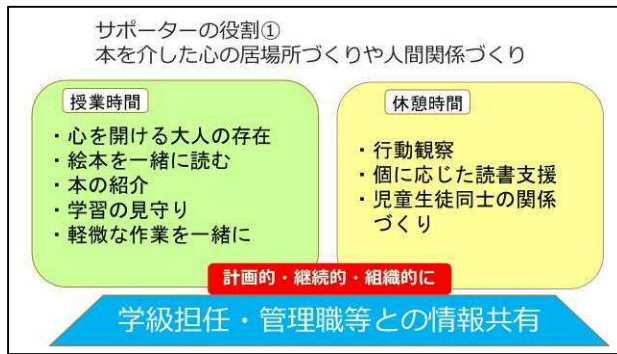 サポーターの役割①
本を介した心の居場所づくりや人間関係づくり
授業時間
・心を開ける大人の存在
・絵本を一緒に読む
・本の紹介
・学習の見守り
・軽微な作業を一緒に
休憩時間
・行動観察
・個に応じた読書支援
・児童生徒同士の関係
づくり
計画的・継続的・組織的に
学級担任・管理職等との情報共有